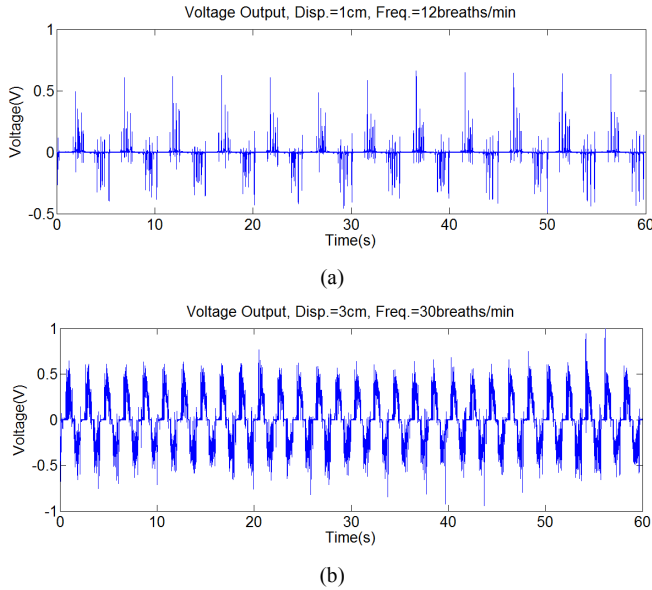 Voltage Output, Disp.=1cm, Freq.=12breaths/min
1
0.5
0
-0.5
Voltage(V)
0 10 20 30 40 50 60
Time(s)
(a)
Voltage Output, Disp.=3cm, Freq.=30breaths/min
1
0.5
0
-0.5
-1
Voltage(V)
0 10 20 30 40 50 60
Time(s)
(b)